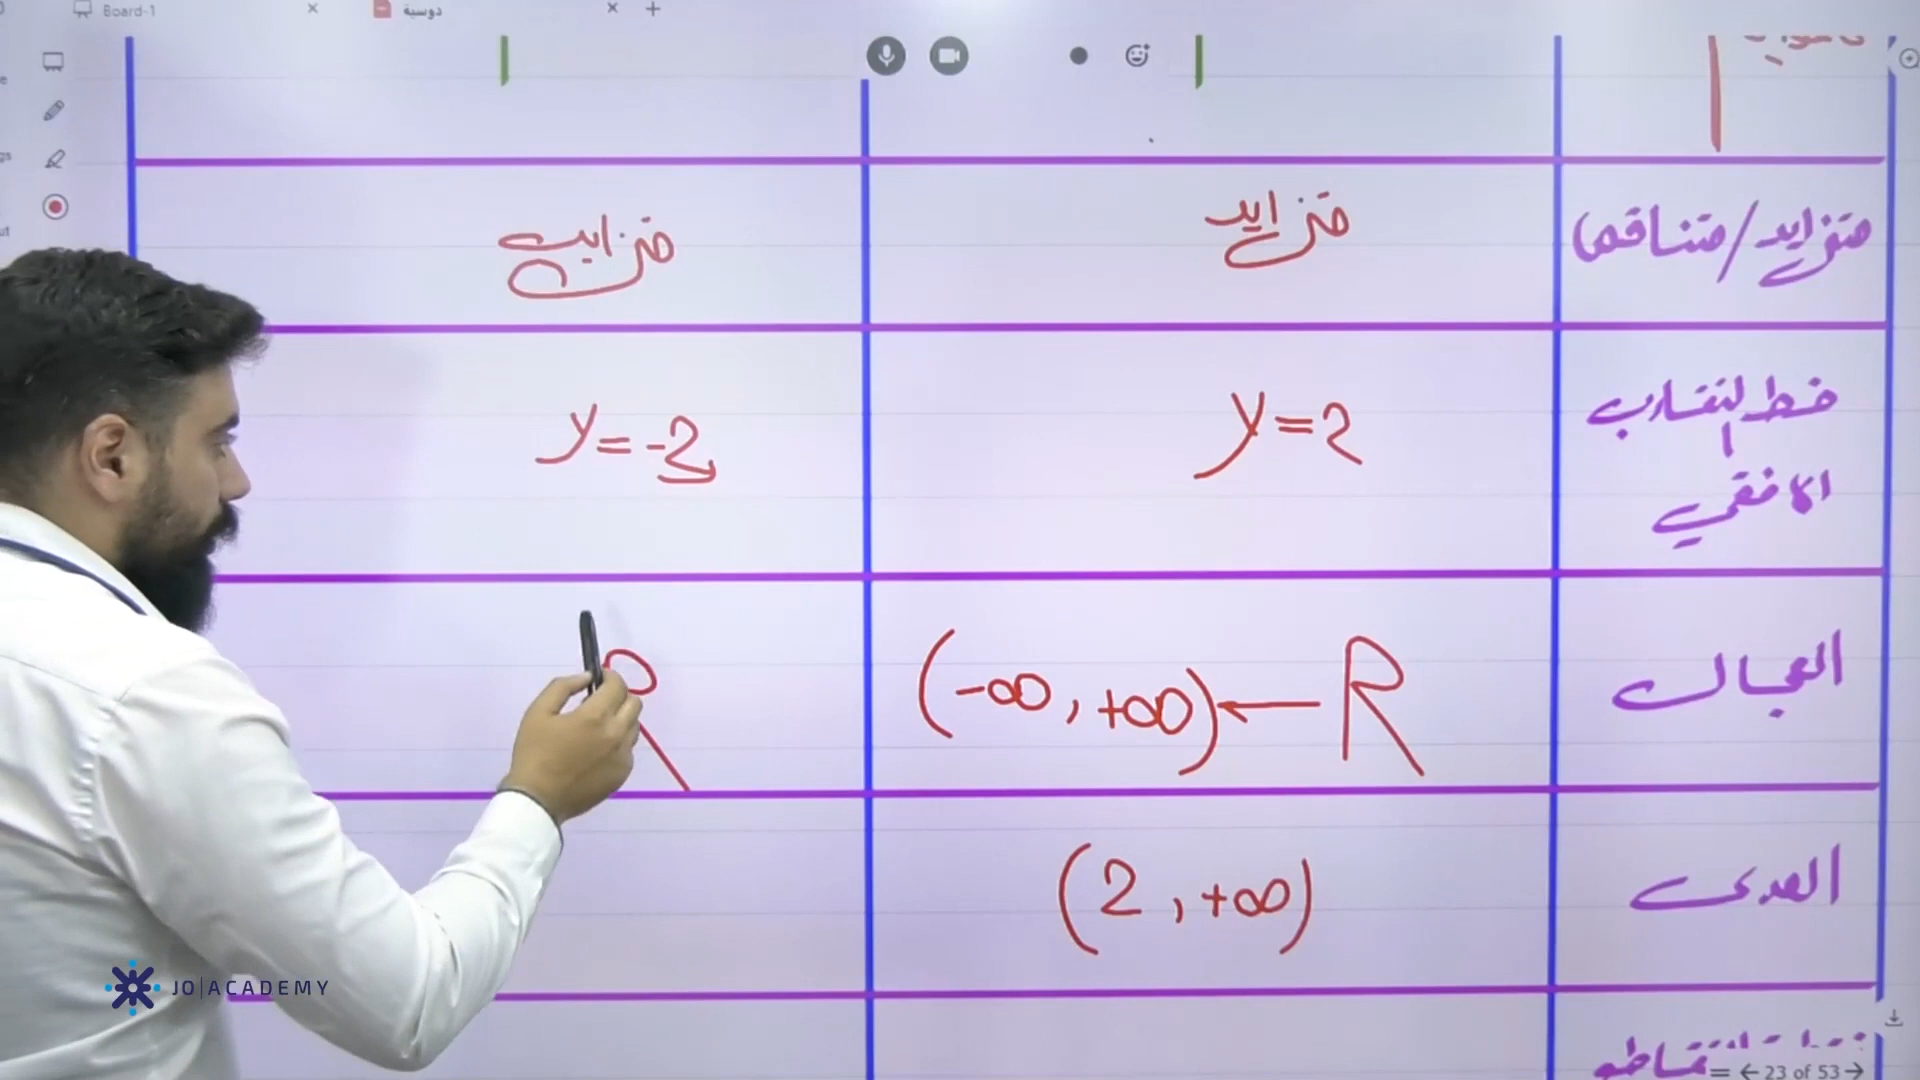 Board-1
دوسية
متزايد/متناقص
متزايد
متزايد
خط التقارب
الافقي
y=2
y=-2
المجال
R
(-∞,+∞)
R
المدى
(2,+∞)
23 of 53
JO|ACADEMY